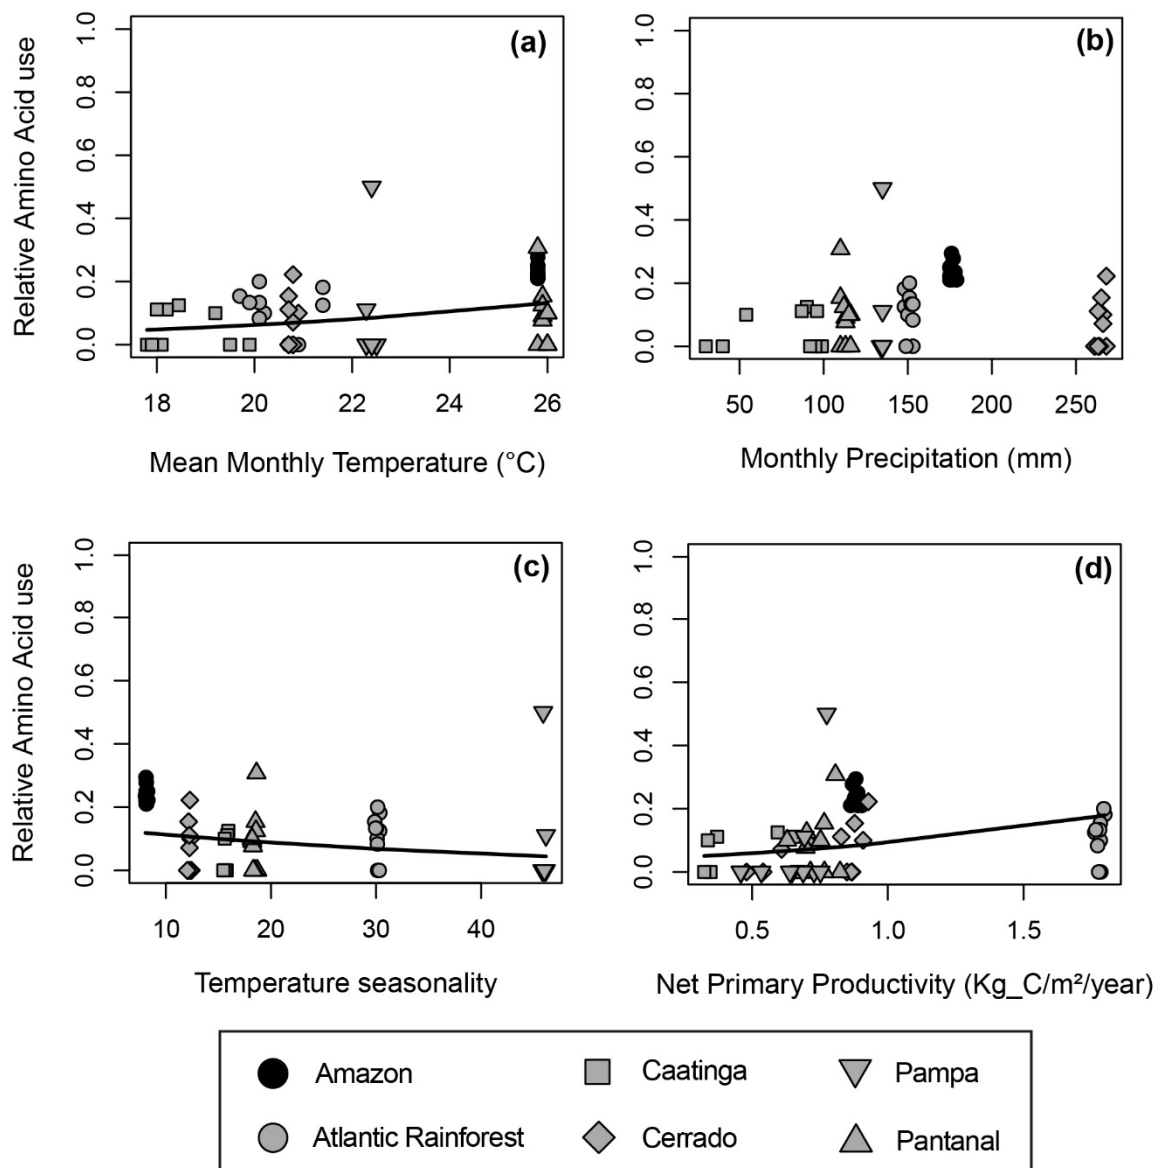 Relative Amino Acid use
0.0 0.2 0.4 0.6 0.8 1.0
(a)
18 20 22 24 26
Mean Monthly Temperature (°C)
0.0 0.2 0.4 0.6 0.8 1.0
(b)
50 100 150 200 250
Monthly Precipitation (mm)
Relative Amino Acid use
0.0 0.2 0.4 0.6 0.8 1.0
(c)
10 20 30 40
Temperature seasonality
0.0 0.2 0.4 0.6 0.8 1.0
(d)
0.5 1.0 1.5
Net Primary Productivity (Kg_C/m²/year)
Amazon Caatinga Pampa
Atlantic Rainforest Cerrado Pantanal